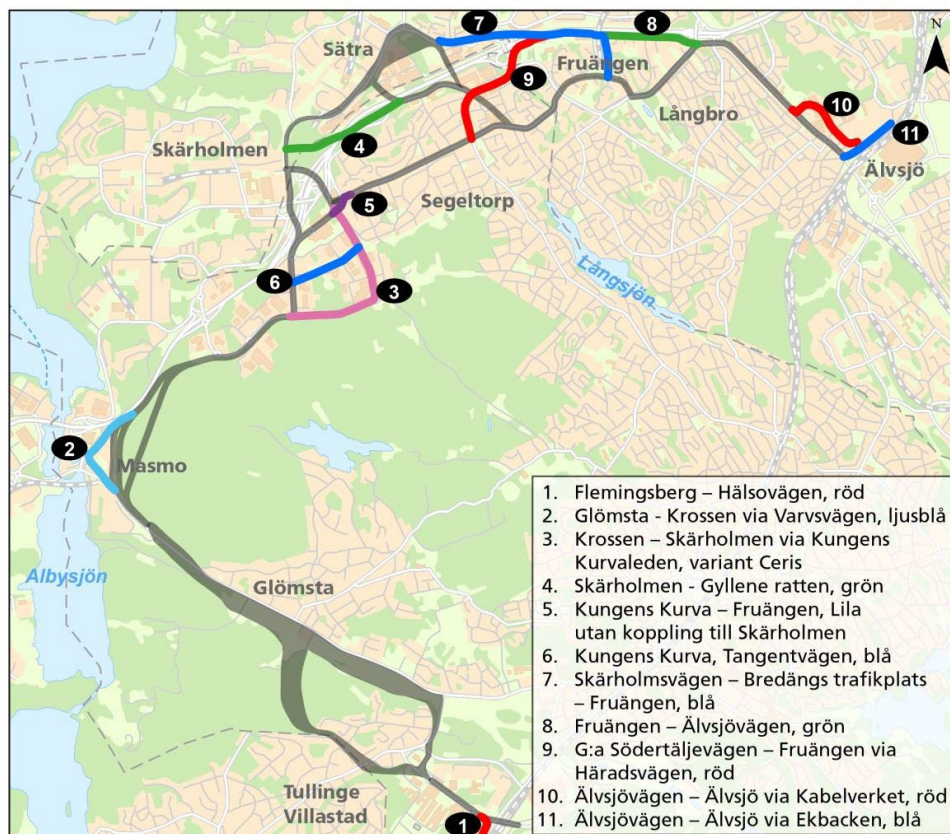 7
8
N
Sätra
Fruängen
9
10
Långbro
4
11
Skärholmen
Älvsjö
5
Segeltorp
6
3
Långsjön
2
Masmo
Albysjön
Glömsta
Tullinge
Villastad
1
1. Flemingsberg – Hälsovägen, röd
2. Glömsta - Krossen via Varvsvägen, ljusblå
3. Krossen – Skärholmen via Kungens
Kurvaleden, variant Ceris
4. Skärholmen - Gyllene ratten, grön
5. Kungens Kurva – Fruängen, Lila
utan koppling till Skärholmen
6. Kungens Kurva, Tangentvägen, blå
7. Skärholmsvägen – Bredängs trafikplats
– Fruängen, blå
8. Fruängen – Älvsjövägen, grön
9. G:a Södertäljevägen – Fruängen via
Häradsvägen, röd
10. Älvsjövägen – Älvsjö via Kabelverket, röd
11. Älvsjövägen – Älvsjö via Ekbacken, blå